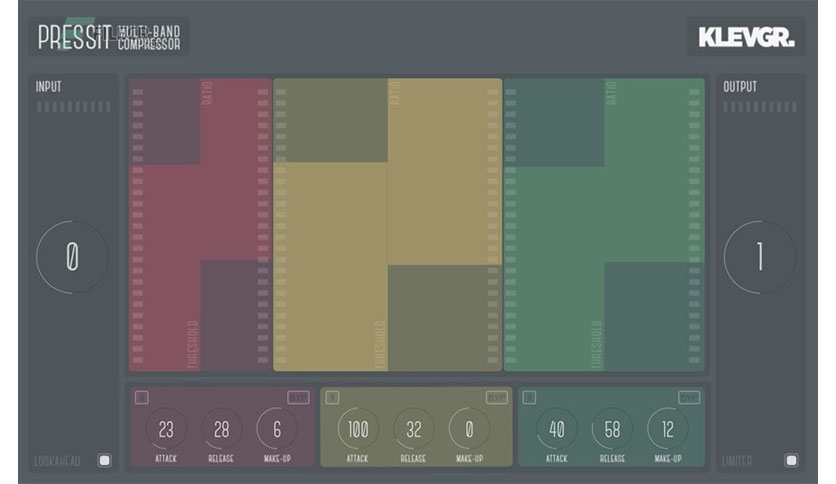 PRESSiT MULTI-BAND
COMPRESSOR
KLEVGR.
INPUT
OUTPUT
RATIO
RATIO
RATIO
0
1
THRESHOLD
THRESHOLD
THRESHOLD
BYP
BYP
BYP
23 28 6
100 32 0
40 58 12
ATTACK RELEASE MAKE-UP
ATTACK RELEASE MAKE-UP
ATTACK RELEASE MAKE-UP
LOOKAHEAD
LIMITER